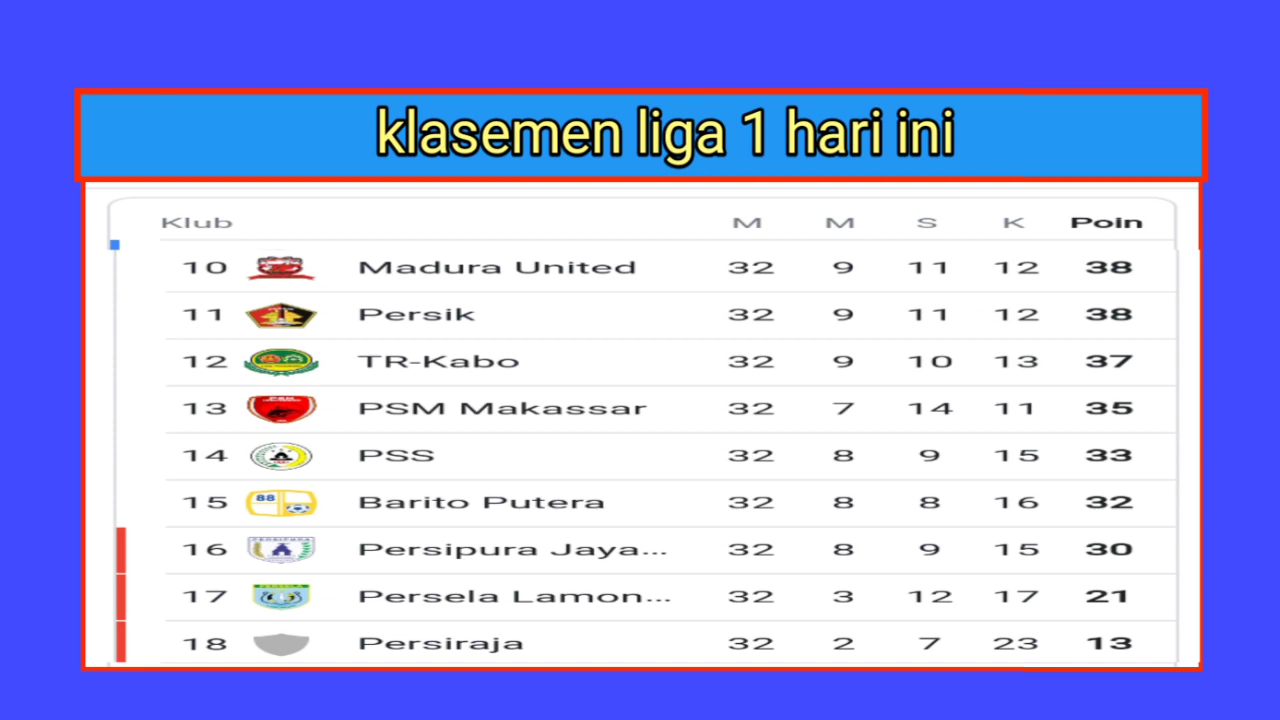 klasemen liga 1 hari ini
Klub M M S K Poin
10 Madura United 32 9 11 12 38
11 Persik 32 9 11 12 38
12 TR-Kabo 32 9 10 13 37
13 PSM Makassar 32 7 14 11 35
14 PSS 32 8 9 15 33
15 88 Barito Putera 32 8 8 16 32
16 Persipura Jaya... 32 8 9 15 30
17 Persela Lamon... 32 3 12 17 21
18 Persiraja 32 2 7 23 13